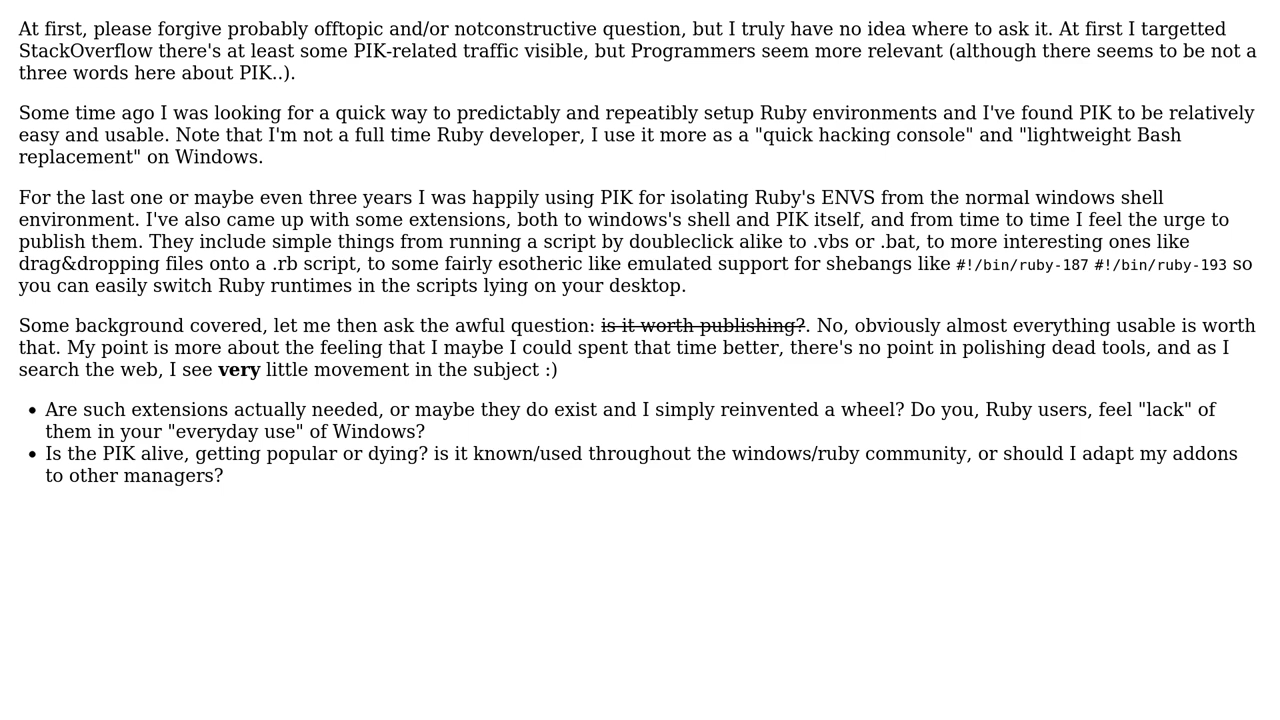 At first, please forgive probably offtopic and/or notconstructive question, but I truly have no idea where to ask it. At first I targetted
StackOverflow there's at least some PIK-related traffic visible, but Programmers seem more relevant (although there seems to be not a
three words here about PIK..).
Some time ago I was looking for a quick way to predictably and repeatibly setup Ruby environments and I've found PIK to be relatively
easy and usable. Note that I'm not a full time Ruby developer, I use it more as a "quick hacking console" and "lightweight Bash
replacement" on Windows.
For the last one or maybe even three years I was happily using PIK for isolating Ruby's ENVS from the normal windows shell
environment. I've also came up with some extensions, both to windows's shell and PIK itself, and from time to time I feel the urge to
publish them. They include simple things from running a script by doubleclick alike to .vbs or .bat, to more interesting ones like
drag&dropping files onto a .rb script, to some fairly esotheric like emulated support for shebangs like #!/bin/ruby-187 #!/bin/ruby-193 so
you can easily switch Ruby runtimes in the scripts lying on your desktop.
Some background covered, let me then ask the awful question: is it worth publishing?. No, obviously almost everything usable is worth
that. My point is more about the feeling that I maybe I could spent that time better, there's no point in polishing dead tools, and as I
search the web, I see very little movement in the subject :)
• Are such extensions actually needed, or maybe they do exist and I simply reinvented a wheel? Do you, Ruby users, feel "lack" of
them in your "everyday use" of Windows?
• Is the PIK alive, getting popular or dying? is it known/used throughout the windows/ruby community, or should I adapt my addons
to other managers?